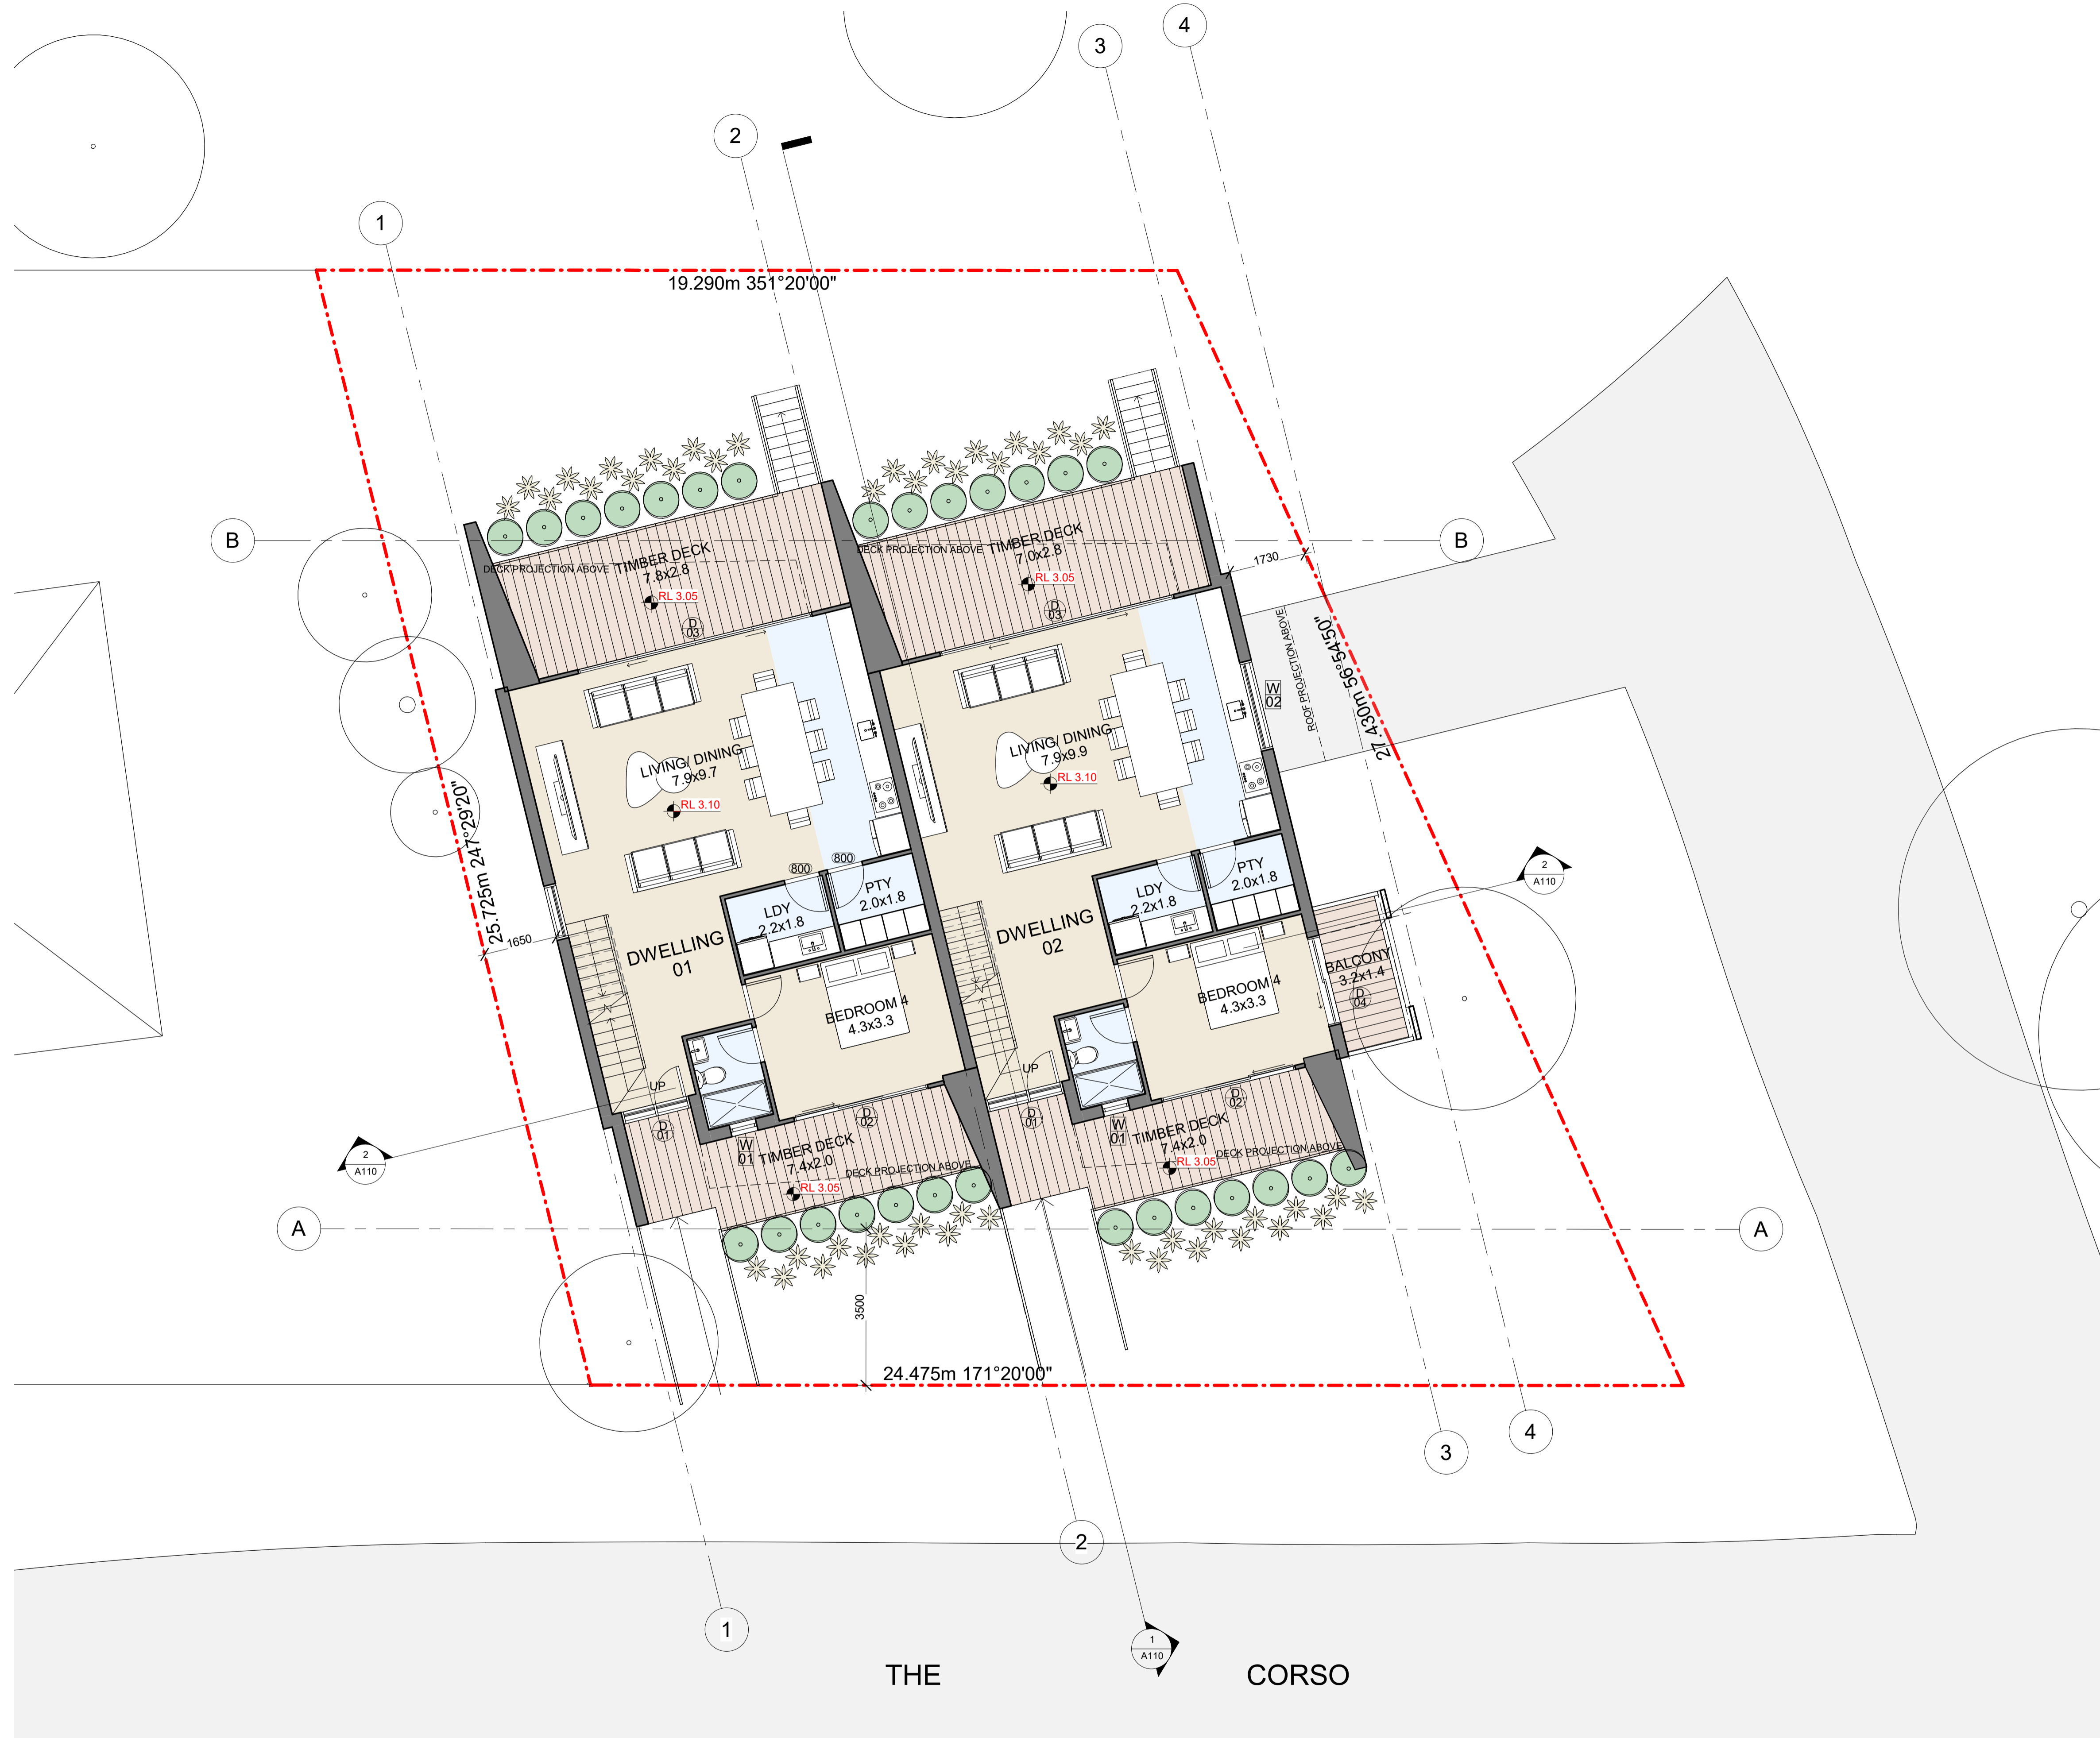 4
3
2
1
19.290m 351°20'00"
B
B
DECK PROJECTION ABOVE
TIMBER DECK
7.8x2.8
RL 3.05
D
03
DECK PROJECTION ABOVE
TIMBER DECK
7.0x2.8
RL 3.05
D
03
1730
ROOF PROJECTION ABOVE
27.430m 56°54'50"
W
02
LIVING/ DINING
7.9x9.7
RL 3.10
LIVING/ DINING
7.9x9.9
RL 3.10
25.725m 247°29'20"
1650
800
800
LDY
2.2x1.8
PTY
2.0x1.8
LDY
2.2x1.8
PTY
2.0x1.8
2
A110
DWELLING
01
DWELLING
02
BEDROOM 4
4.3x3.3
BEDROOM 4
4.3x3.3
BALCONY
3.2x1.4
D
04
UP
UP
D
01
D
02
W
01
TIMBER DECK
7.4x2.0
DECK PROJECTION ABOVE
RL 3.05
D
01
D
02
W
01
TIMBER DECK
7.4x2.0
DECK PROJECTION ABOVE
RL 3.05
2
A110
A
A
3500
24.475m 171°20'00"
4
3
2
1
1
A110
THE CORSO